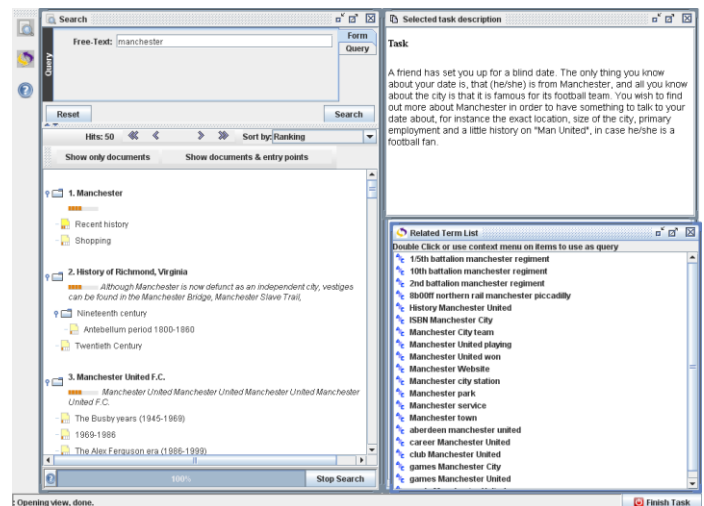 Search
Free-Text: manchester
Form
Query
Query
Reset
Search
Hits: 50
Sort by: Ranking
Show only documents
Show documents & entry points
1. Manchester
Recent history
Shopping
2. History of Richmond, Virginia
Although Manchester is now defunct as an independent city, vestiges
can be found in the Manchester Bridge, Manchester Slave Trail,
Nineteenth century
Antebellum period 1800-1860
Twentieth Century
3. Manchester United F.C.
Manchester United Manchester United Manchester United Manchester
United F.C.
The Busby years (1945-1969)
1969-1986
The Alex Ferguson era (1986-1999)
100%
Stop Search
: Opening view, done.
Selected task description
Task
A friend has set you up for a blind date. The only thing you know
about your date is, that (he/she) is from Manchester, and all you know
about the city is that it is famous for its football team. You wish to find
out more about Manchester in order to have something to talk to your
date about, for instance the exact location, size of the city, primary
employment and a little history on "Man United", in case he/she is a
football fan.
Related Term List
Double Click or use context menu on items to use as query
1/5th battalion manchester regiment
10th battalion manchester regiment
2nd battalion manchester regiment
8b00ff northern rail manchester piccadilly
History Manchester United
ISBN Manchester City
Manchester City team
Manchester United playing
Manchester United won
Manchester Website
Manchester city station
Manchester park
Manchester service
Manchester town
aberdeen manchester united
career Manchester United
club Manchester United
games Manchester City
games Manchester United
Finish Task